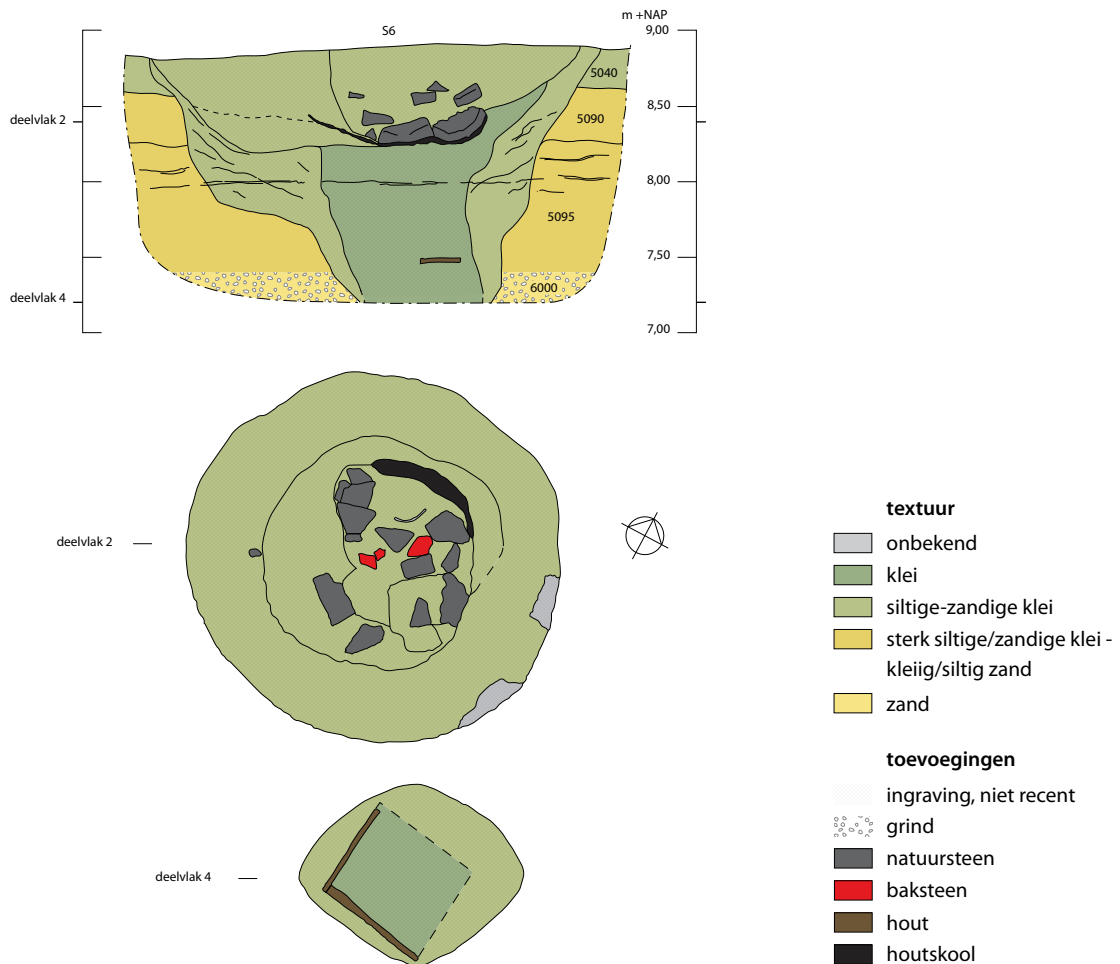 m +NAP
S6
9,00
5040
8,50
deelvlak 2
5090
8,00
5095
7,50
6000
deelvlak 4
7,00
deelvlak 2
deelvlak 4
textuur
onbekend
klei
siltige-zandige klei
sterk siltige/zandige klei -
kleiig/siltig zand
zand
toevoegingen
ingraving, niet recent
grind
natuursteen
baksteen
hout
houtskool